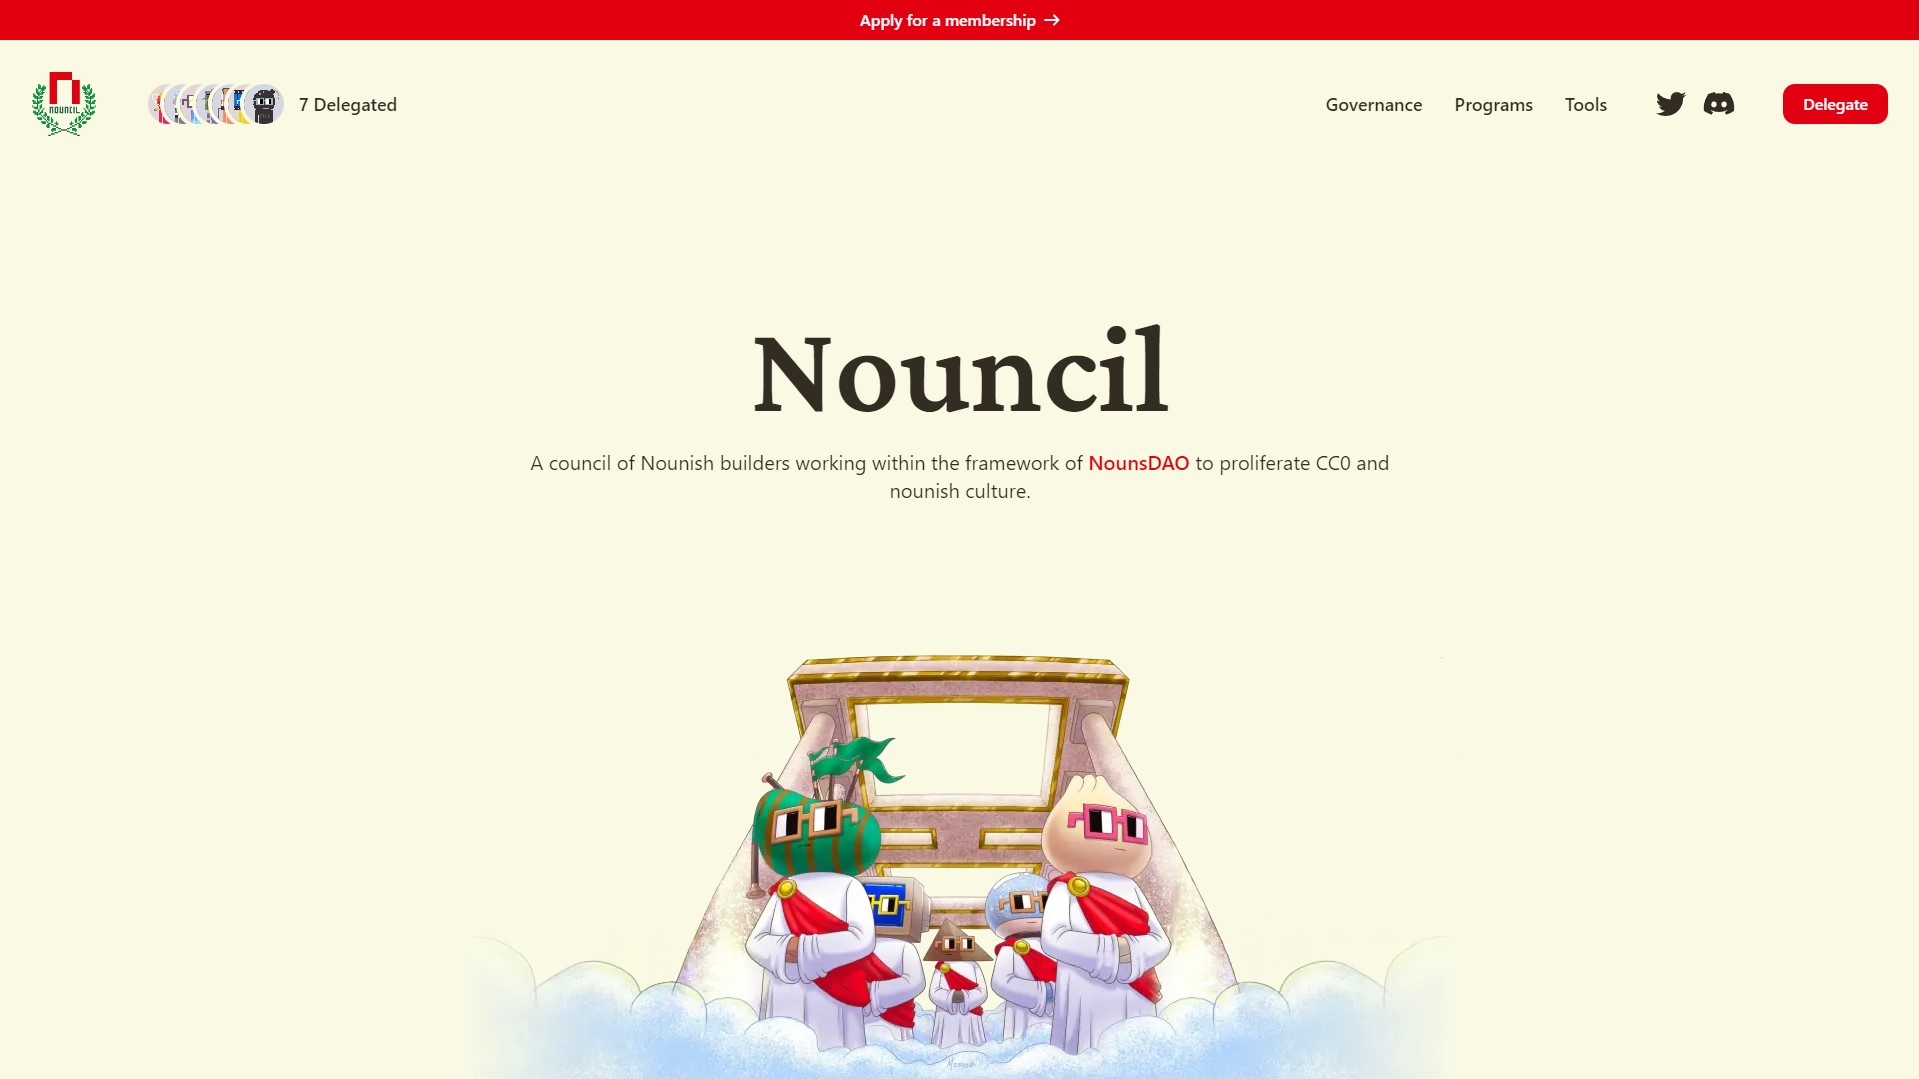 Apply for a membership →
NOUNCIL
7 Delegated
Governance
Programs
Tools
Delegate
Nouncil
A council of Nounish builders working within the framework of NounsDAO to proliferate CC0 and
nounish culture.